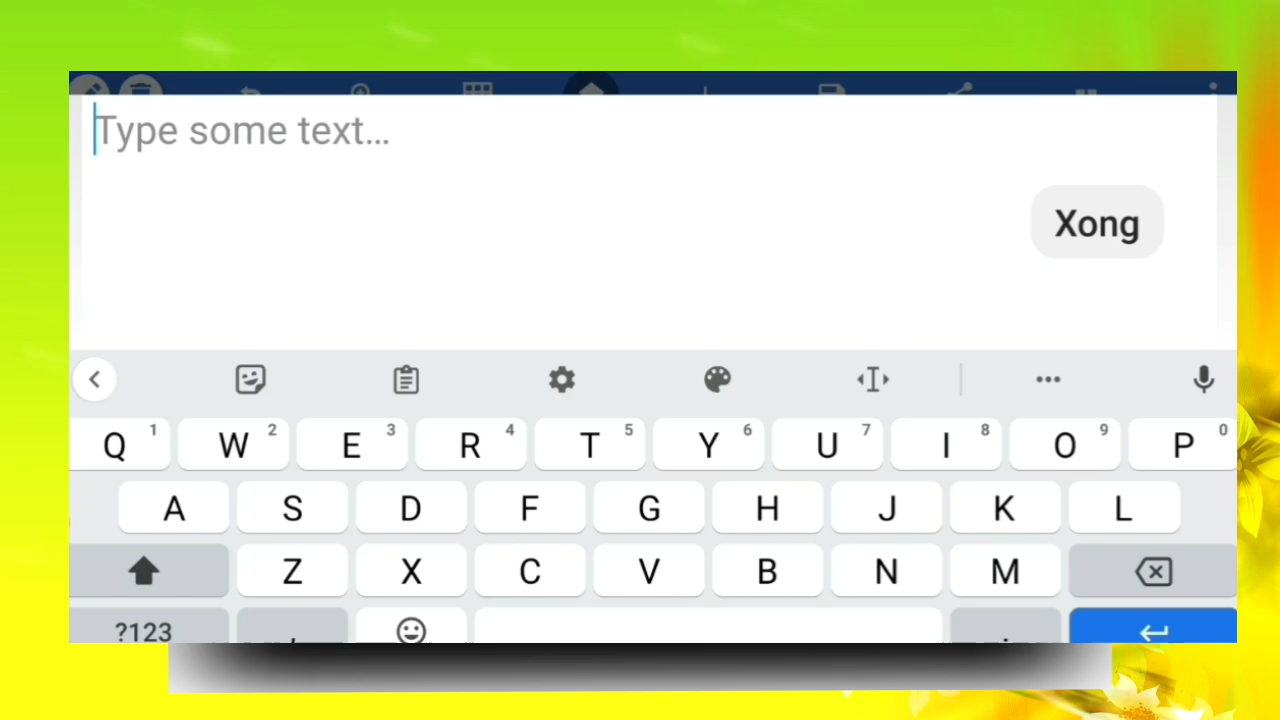 Type some text...
Xong
Q 1 W 2 E 3 R 4 T 5 Y 6 U 7 I 8 O 9 P 0
A S D F G H J K L
Z X C V B N M
?123 , .